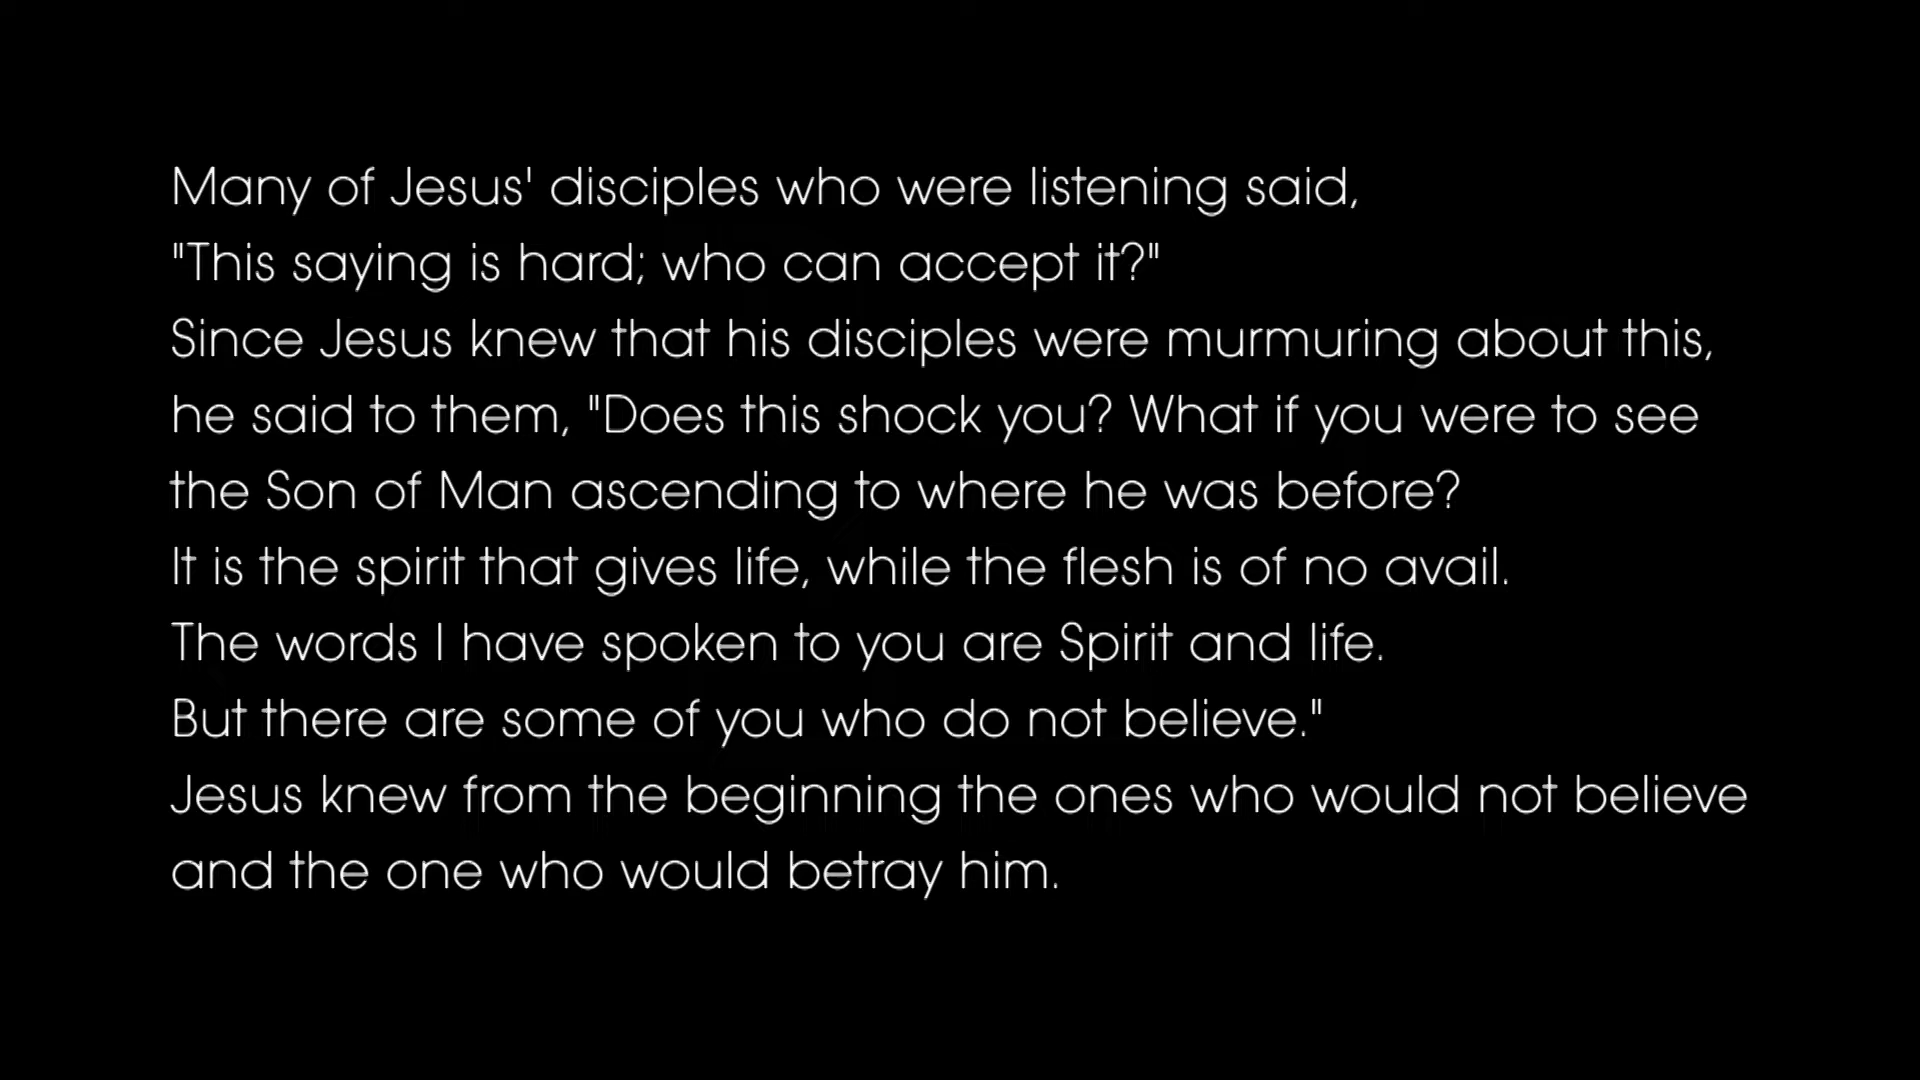 Many of Jesus' disciples who were listening said,
"This saying is hard; who can accept it?"
Since Jesus knew that his disciples were murmuring about this,
he said to them, "Does this shock you? What if you were to see
the Son of Man ascending to where he was before?
It is the spirit that gives life, while the flesh is of no avail.
The words I have spoken to you are Spirit and life.
But there are some of you who do not believe."
Jesus knew from the beginning the ones who would not believe
and the one who would betray him.